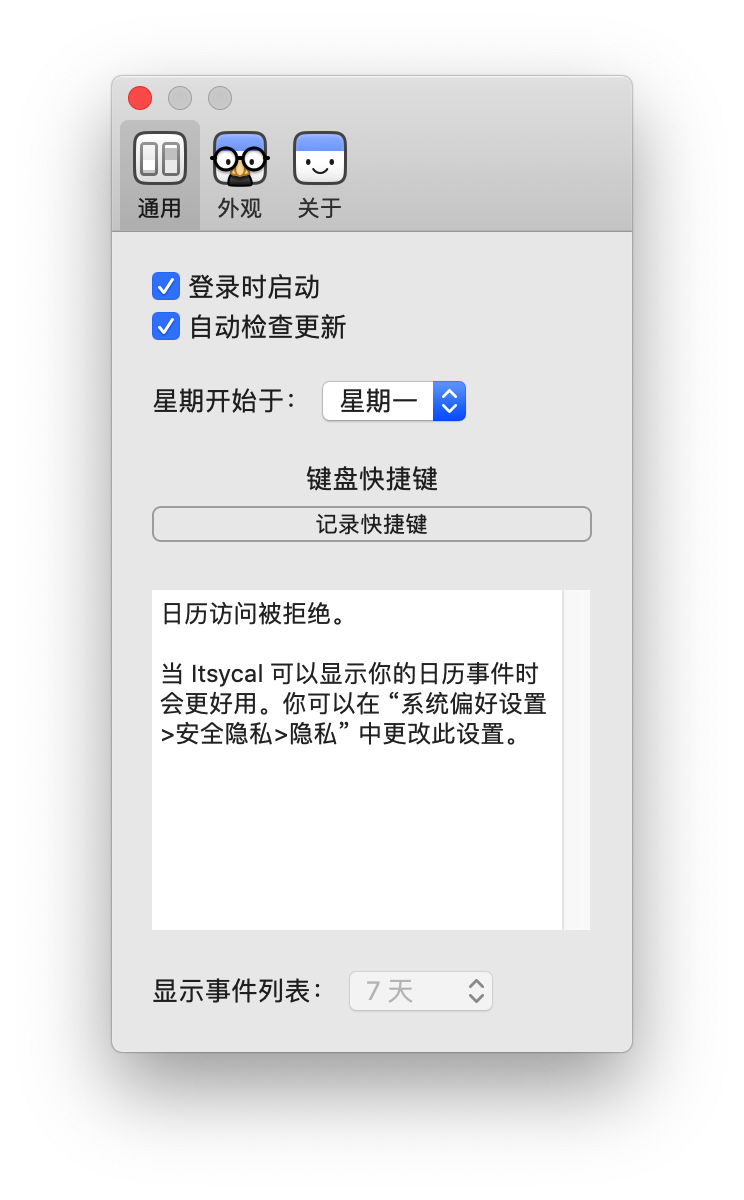 通用
外观
关于
登录时启动
自动检查更新
星期开始于：
星期一
键盘快捷键
记录快捷键
日历访问被拒绝。
当 Itsycal 可以显示你的日历事件时
会更好用。你可以在 “系统偏好设置
>安全隐私>隐私” 中更改此设置。
显示事件列表：
7 天